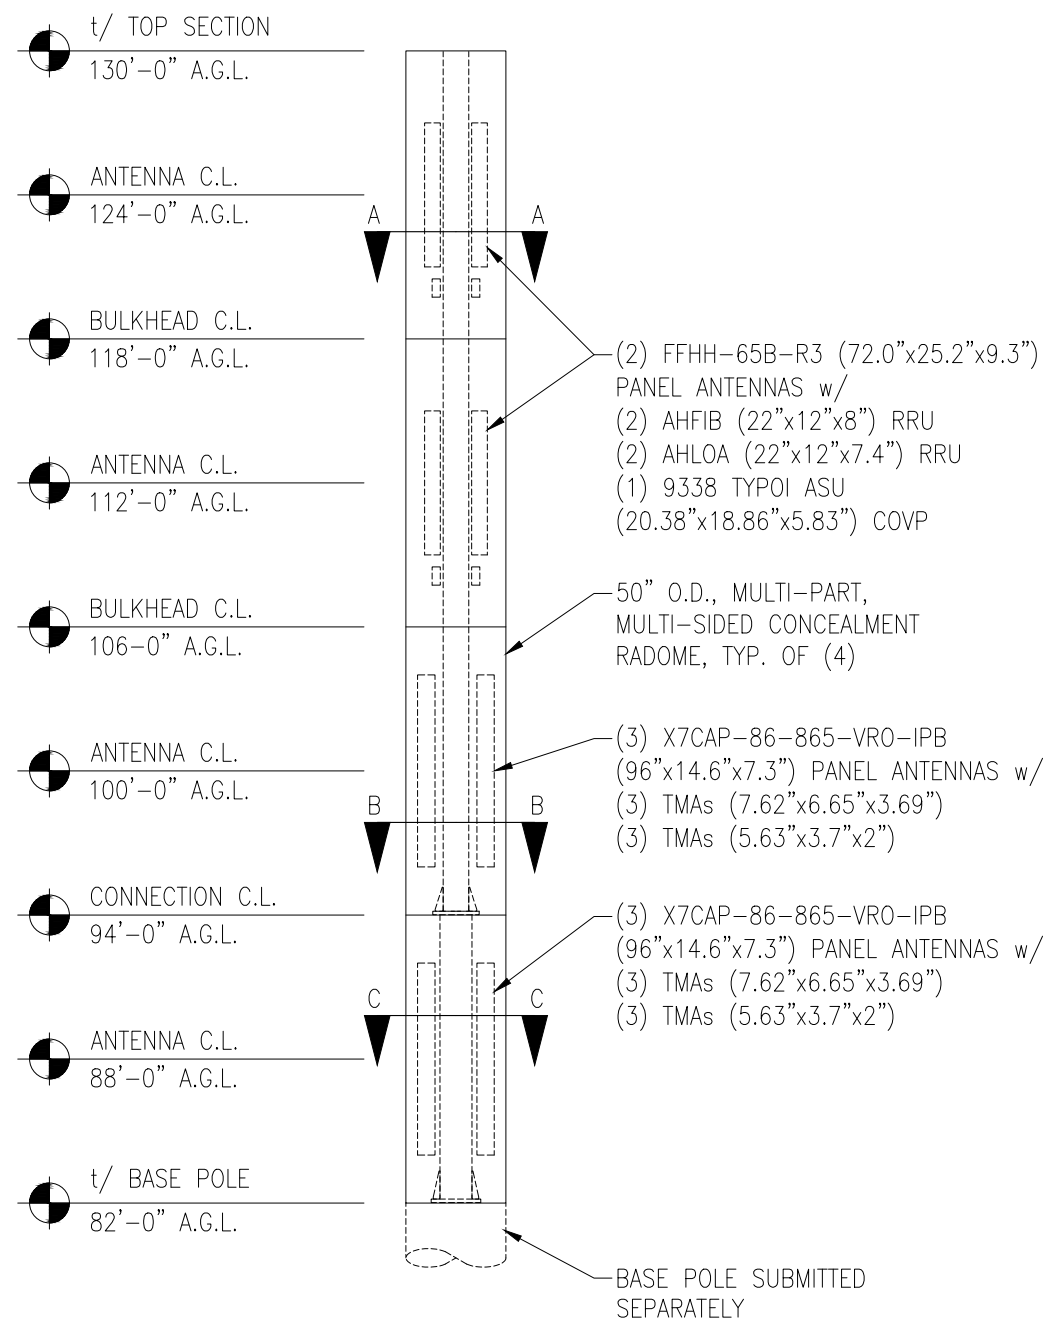 t/ TOP SECTION
130'-0" A.G.L.
ANTENNA C.L.
124'-0" A.G.L.
A A
BULKHEAD C.L.
118'-0" A.G.L.
(2) FFHH-65B-R3 (72.0"x25.2"x9.3")
PANEL ANTENNAS w/
(2) AHFIB (22"x12"x8") RRU
(2) AHLOA (22"x12"x7.4") RRU
(1) 9338 TYPOI ASU
(20.38"x18.86"x5.83") COVP
ANTENNA C.L.
112'-0" A.G.L.
BULKHEAD C.L.
106-0" A.G.L.
50" O.D., MULTI-PART,
MULTI-SIDED CONCEALMENT
RADOME, TYP. OF (4)
ANTENNA C.L.
100'-0" A.G.L.
(3) X7CAP-86-865-VRO-IPB
(96"x14.6"x7.3") PANEL ANTENNAS w/
(3) TMAs (7.62"x6.65"x3.69")
(3) TMAs (5.63"x3.7"x2")
B B
CONNECTION C.L.
94'-0" A.G.L.
(3) X7CAP-86-865-VRO-IPB
(96"x14.6"x7.3") PANEL ANTENNAS w/
(3) TMAs (7.62"x6.65"x3.69")
(3) TMAs (5.63"x3.7"x2")
C C
ANTENNA C.L.
88'-0" A.G.L.
t/ BASE POLE
82'-0" A.G.L.
BASE POLE SUBMITTED
SEPARATELY